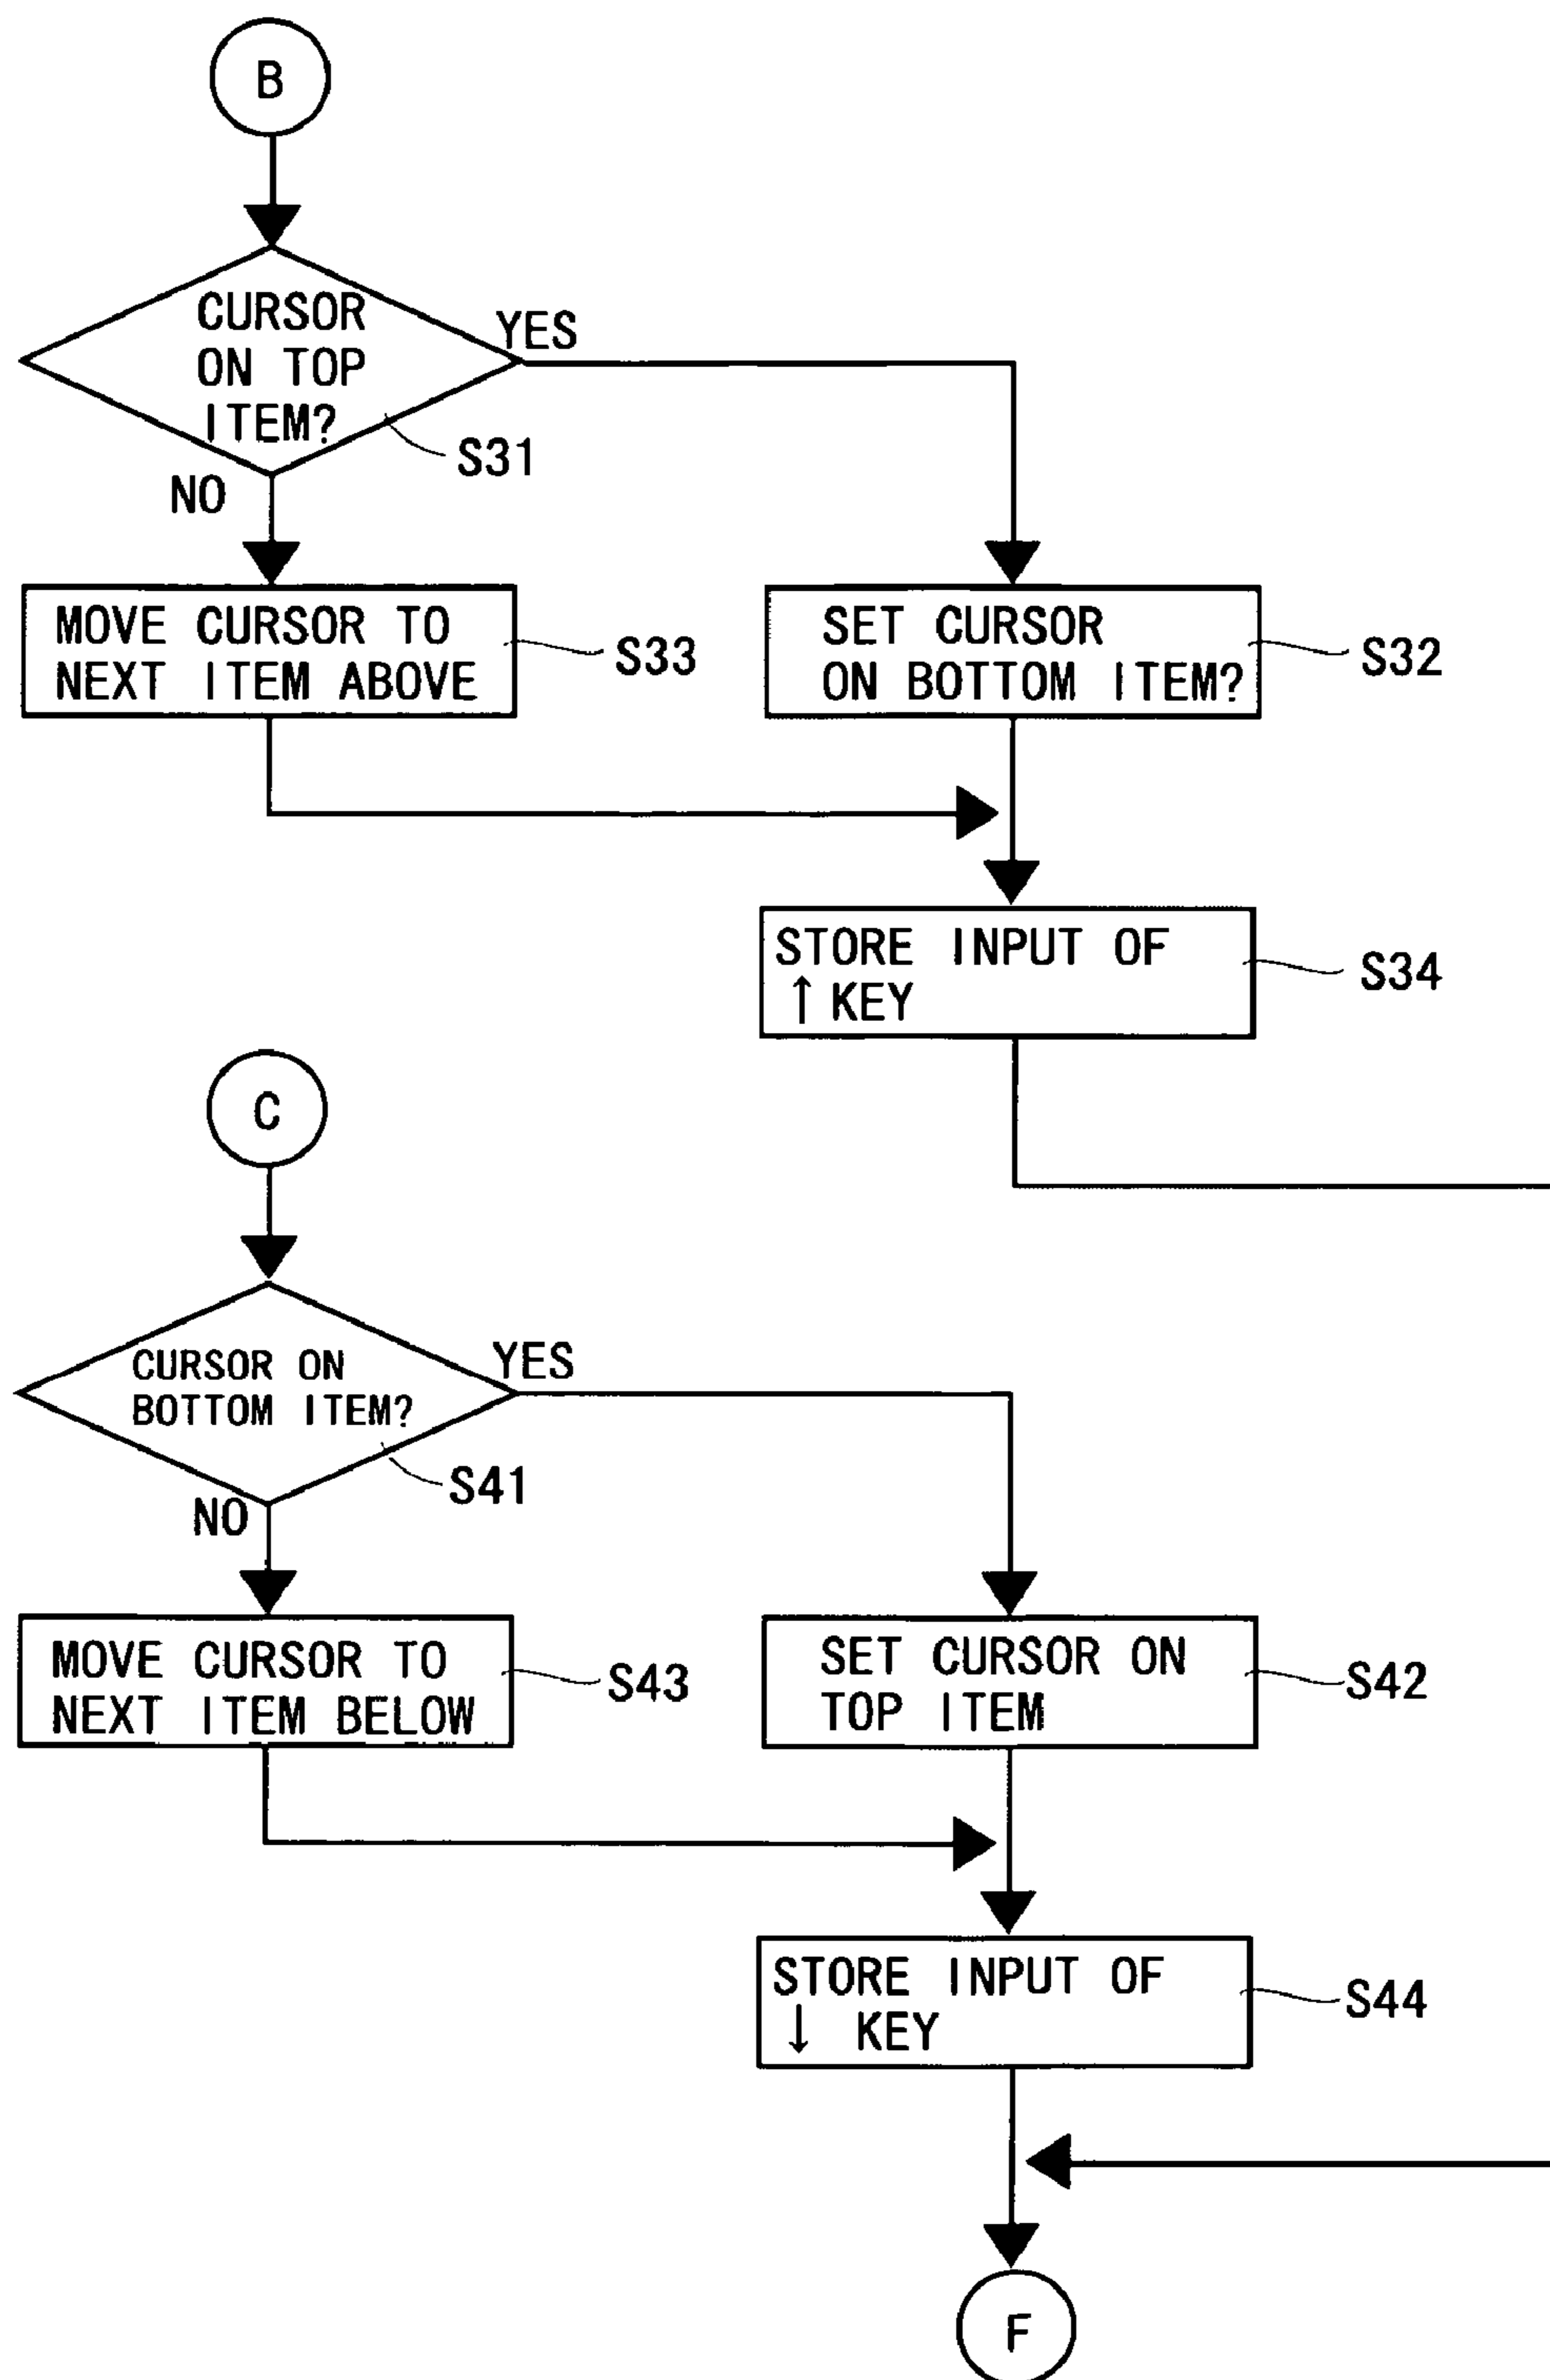 B
CURSOR
ON TOP
ITEM?
YES
S31
NO
MOVE CURSOR TO
NEXT ITEM ABOVE
S33
SET CURSOR
ON BOTTOM ITEM?
S32
STORE INPUT OF
↑ KEY
S34
C
CURSOR ON
BOTTOM ITEM?
YES
S41
NO
MOVE CURSOR TO
NEXT ITEM BELOW
S43
SET CURSOR ON
TOP ITEM
S42
STORE INPUT OF
↓ KEY
S44
F